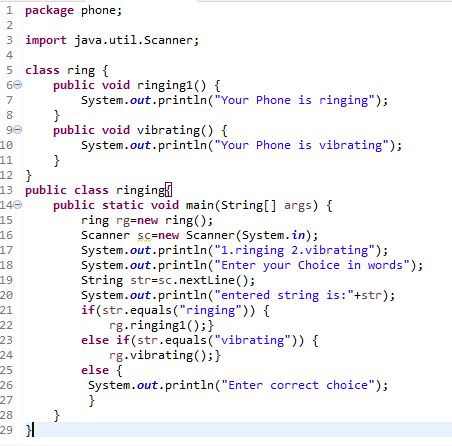 1 package phone;
2
3 import java.util.Scanner;
4
5 class ring {
6     public void ringing1() {
7         System.out.println("Your Phone is ringing");
8     }
9     public void vibrating() {
10         System.out.println("Your Phone is vibrating");
11     }
12 }
13 public class ringing{
14     public static void main(String[] args) {
15         ring rg=new ring();
16         Scanner sc=new Scanner(System.in);
17         System.out.println("1.ringing 2.vibrating");
18         System.out.println("Enter your Choice in words");
19         String str=sc.nextLine();
20         System.out.println("entered string is:"+str);
21         if(str.equals("ringing")) {
22             rg.ringing1();}
23         else if(str.equals("vibrating")) {
24             rg.vibrating();}
25         else {
26          System.out.println("Enter correct choice");
27          }
28     }
29 }